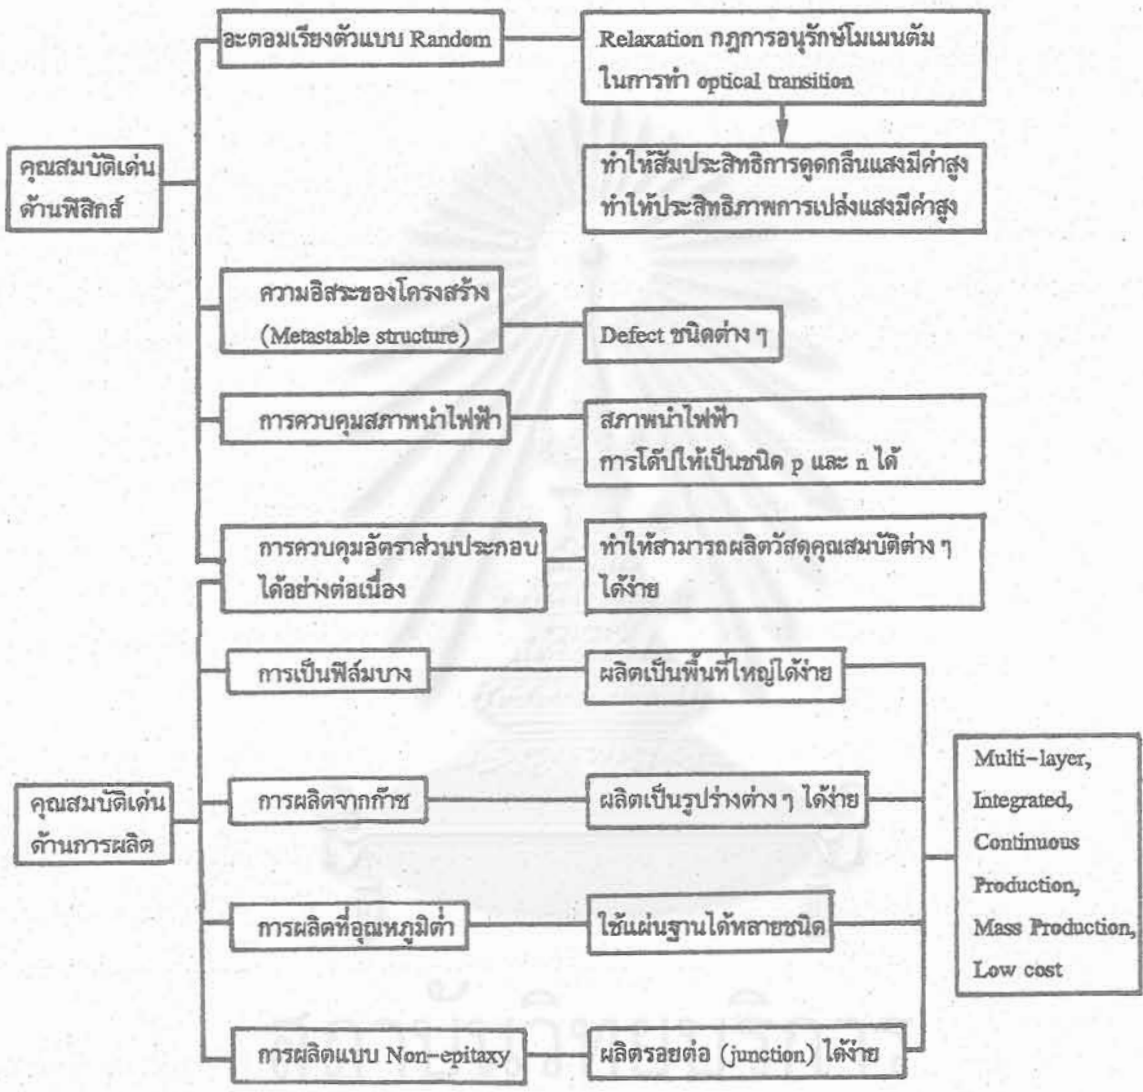 อะตอมเรียงตัวแบบ Random
Relaxation กฎการอนุรักษ์โมเมนตัม
ในการทำ optical transition
คุณสมบัติเด่น
ด้านฟิสิกส์
ทำให้สัมประสิทธิการดูดกลืนแสงมีค่าสูง
ทำให้ประสิทธิภาพการเปล่งแสงมีค่าสูง
ความอิสระของโครงสร้าง
(Metastable structure)
Defect ชนิดต่าง ๆ
การควบคุมสภาพนำไฟฟ้า
สภาพนำไฟฟ้า
การโด๊ปให้เป็นชนิด p และ n ได้
การควบคุมอัตราส่วนประกอบ
ได้อย่างต่อเนื่อง
ทำให้สามารถผลิตวัสดุคุณสมบัติต่าง ๆ
ได้ง่าย
การเป็นฟิล์มบาง
ผลิตเป็นพื้นที่ใหญ่ได้ง่าย
คุณสมบัติเด่น
ด้านการผลิต
การผลิตจากก๊าซ
ผลิตเป็นรูปร่างต่าง ๆ ได้ง่าย
การผลิตที่อุณหภูมิต่ำ
ใช้แผ่นฐานได้หลายชนิด
การผลิตแบบ Non-epitaxy
ผลิตรอยต่อ (junction) ได้ง่าย
Multi-layer,
Integrated,
Continuous
Production,
Mass Production,
Low cost
สถาบันวิทยบริการ